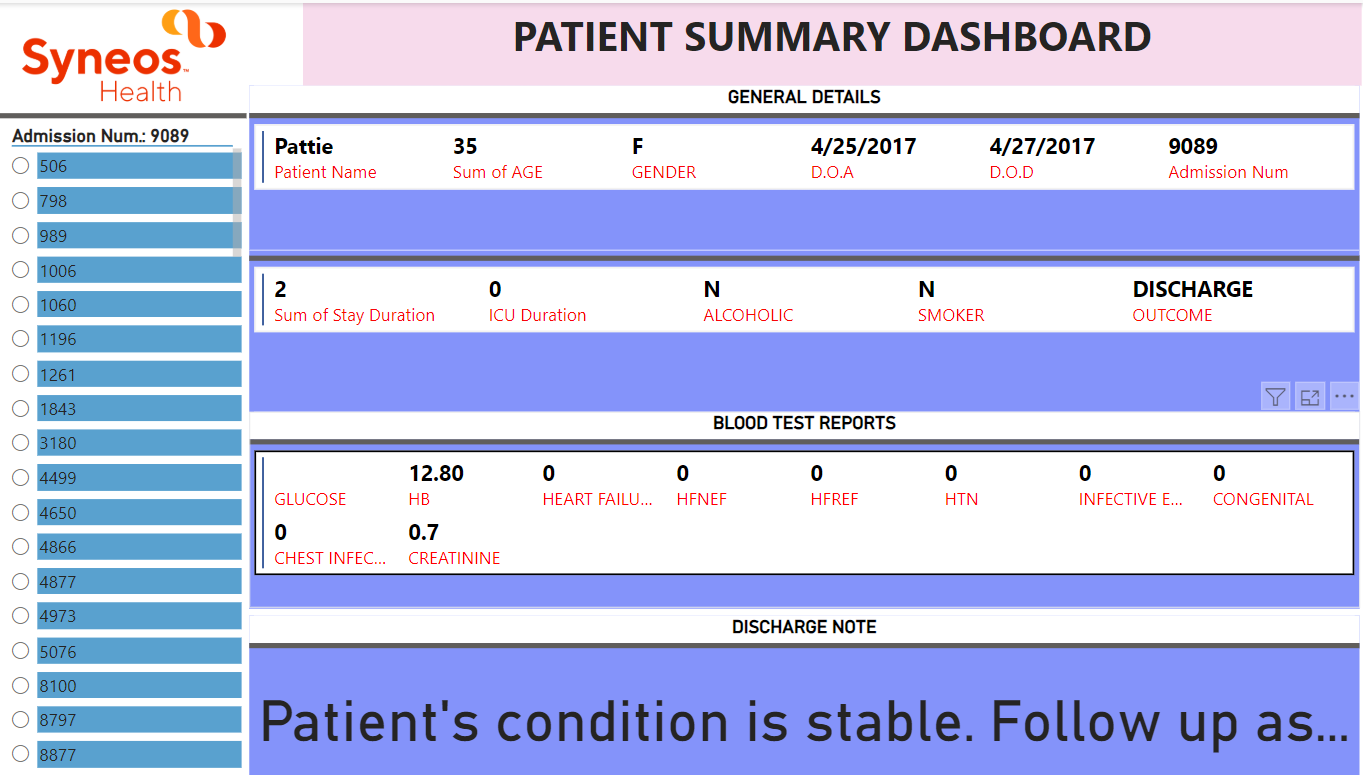 Syneos™
Health
PATIENT SUMMARY DASHBOARD
Admission Num.: 9089
506
798
989
1006
1060
1196
1261
1843
3180
4499
4650
4866
4877
4973
5076
8100
8797
8877
GENERAL DETAILS
Pattie 35 F 4/25/2017 4/27/2017 9089
Patient Name Sum of AGE GENDER D.O.A D.O.D Admission Num
2 0 N N DISCHARGE
Sum of Stay Duration ICU Duration ALCOHOLIC SMOKER OUTCOME
BLOOD TEST REPORTS
12.80 0 0 0 0 0 0
GLUCOSE HB HEART FAILU... HFNEF HFREF HTN INFECTIVE E... CONGENITAL
0 0.7
CHEST INFEC... CREATININE
DISCHARGE NOTE
Patient's condition is stable. Follow up as...